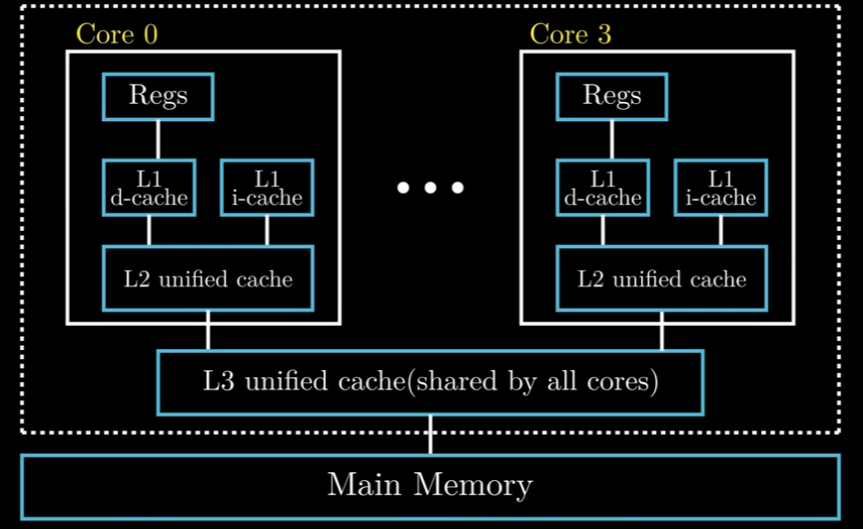 Core 0
Core 3
Regs
Regs
L1
d-cache
L1
i-cache
L1
d-cache
L1
i-cache
L2 unified cache
L2 unified cache
L3 unified cache(shared by all cores)
Main Memory